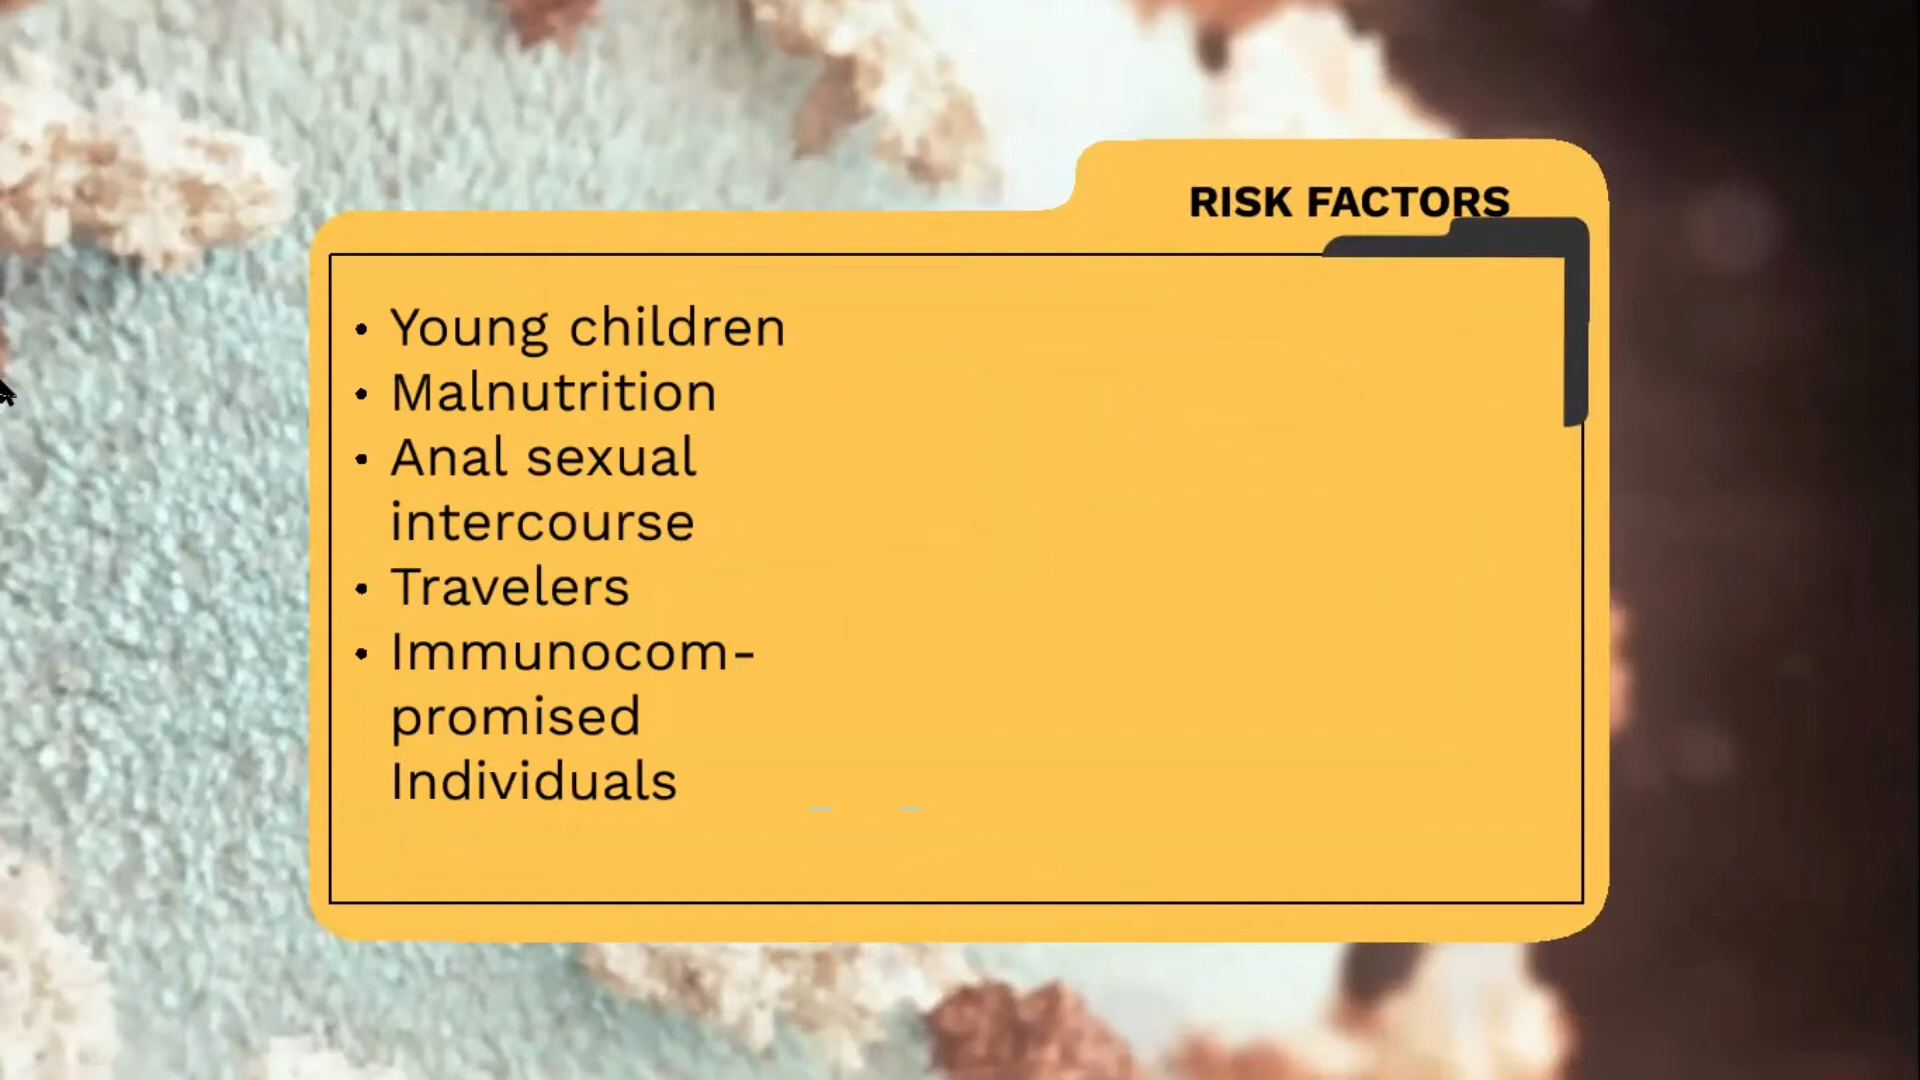 RISK FACTORS
• Young children
• Malnutrition
• Anal sexual
intercourse
• Travelers
• Immunocom-
promised
Individuals